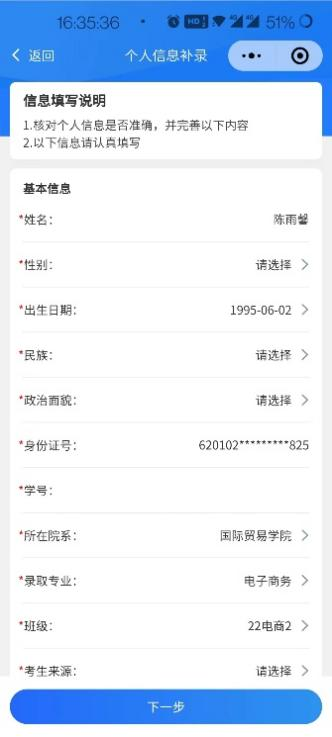 16:35:36
HD
4G 4G
51%
返回
个人信息补录
信息填写说明
1.核对个人信息是否准确，并完善以下内容
2.以下信息请认真填写
基本信息
*姓名： 陈雨馨
*性别： 请选择
*出生日期： 1995-06-02
*民族： 请选择
*政治面貌： 请选择
*身份证号： 620102*********825
*学号：
*所在院系： 国际贸易学院
*录取专业： 电子商务
*班级： 22电商2
*考生来源： 请选择
下一步